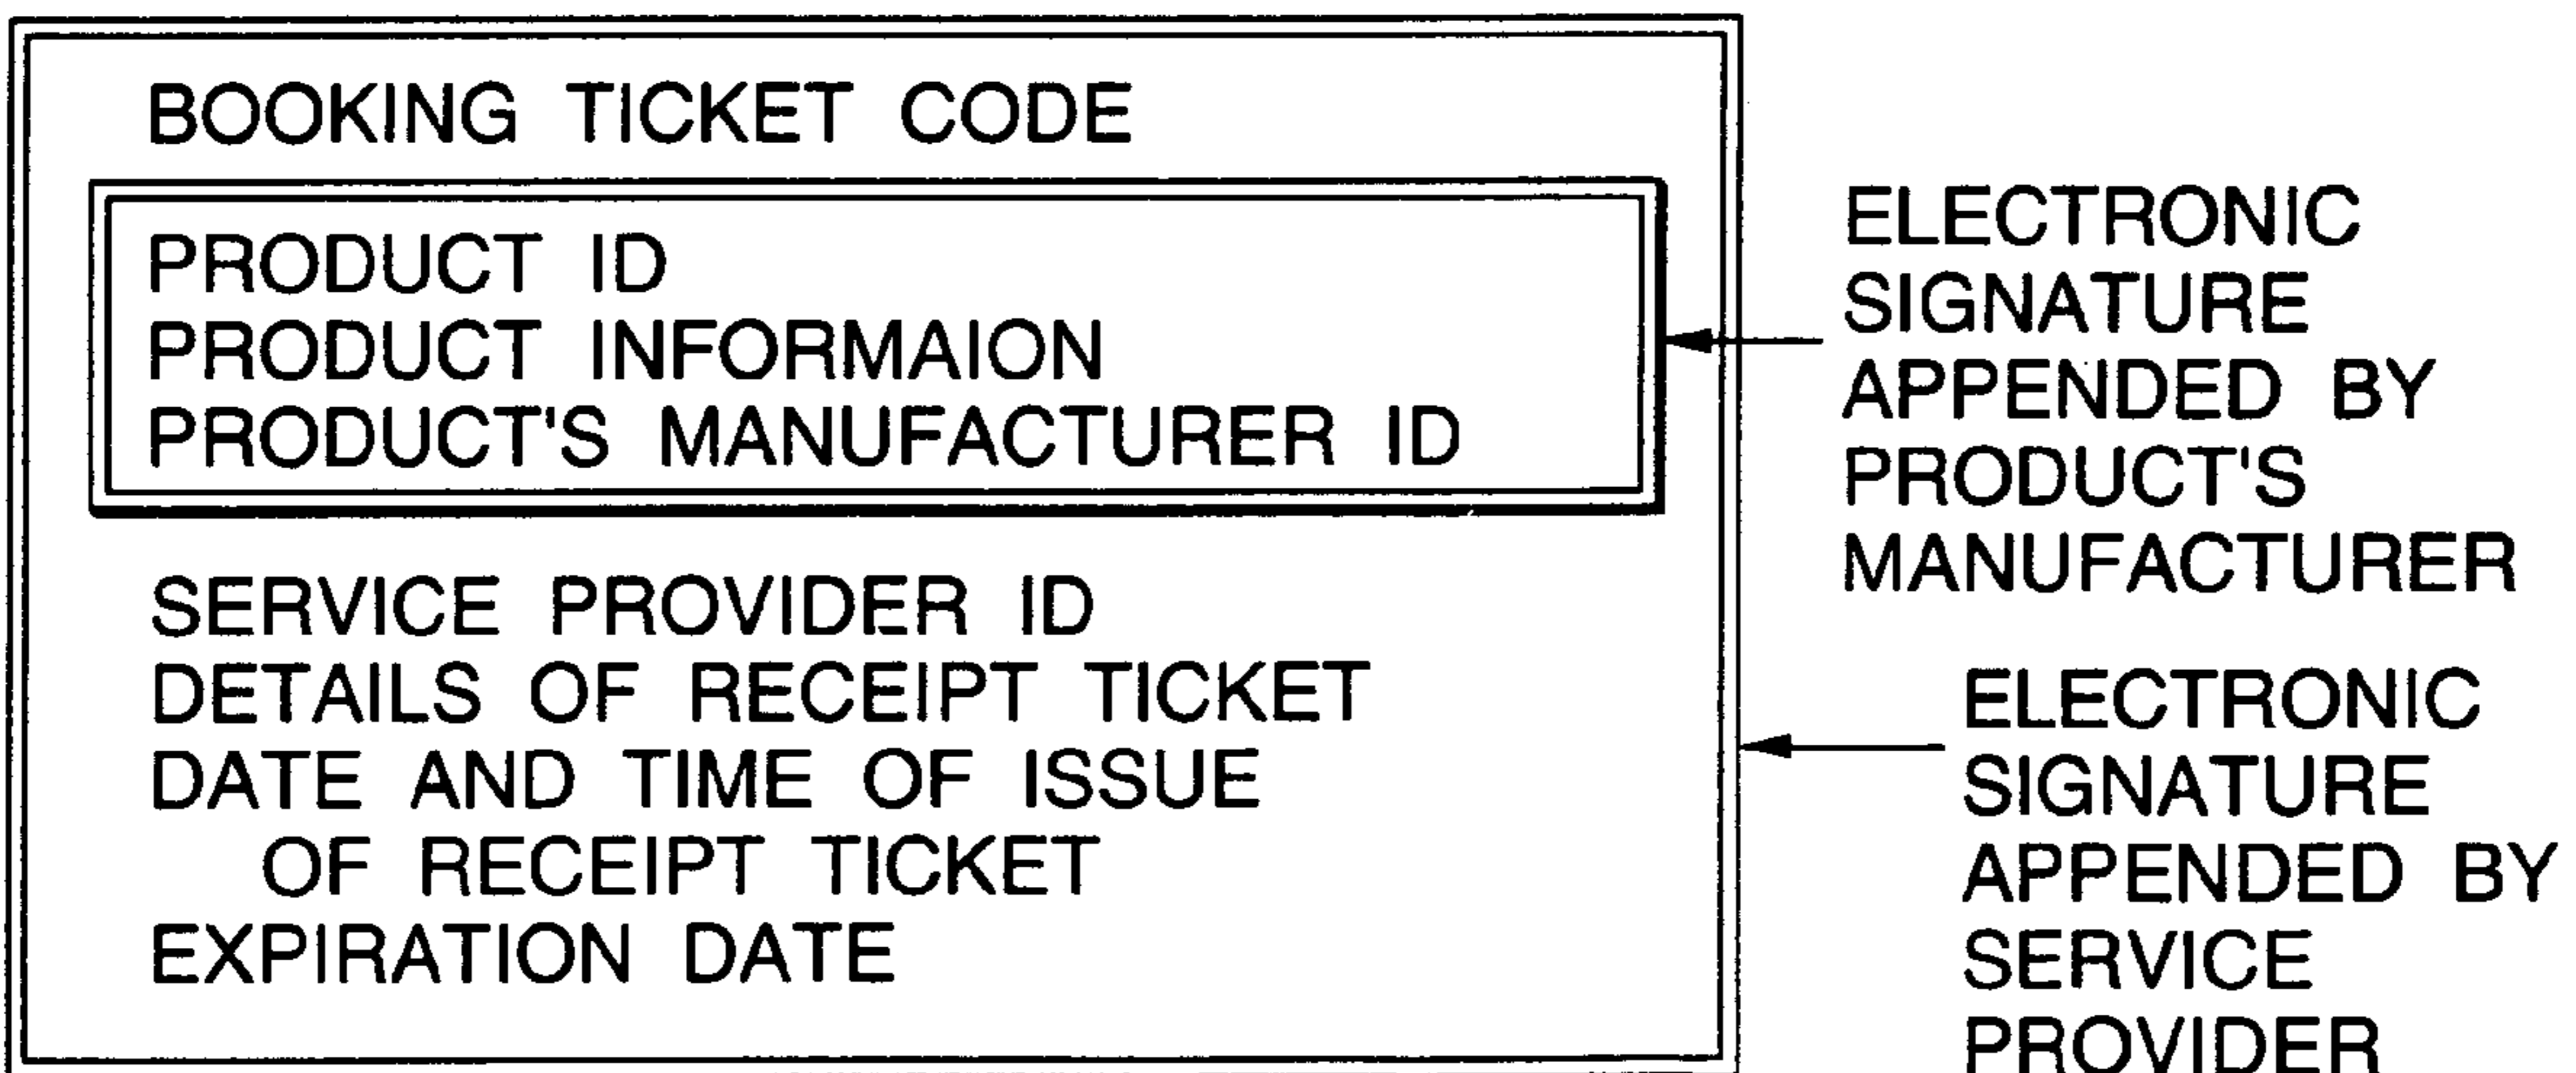 BOOKING TICKET CODE
PRODUCT ID
PRODUCT INFORMAION
PRODUCT'S MANUFACTURER ID
SERVICE PROVIDER ID
DETAILS OF RECEIPT TICKET
DATE AND TIME OF ISSUE
OF RECEIPT TICKET
EXPIRATION DATE
ELECTRONIC
SIGNATURE
APPENDED BY
PRODUCT'S
MANUFACTURER
ELECTRONIC
SIGNATURE
APPENDED BY
SERVICE
PROVIDER